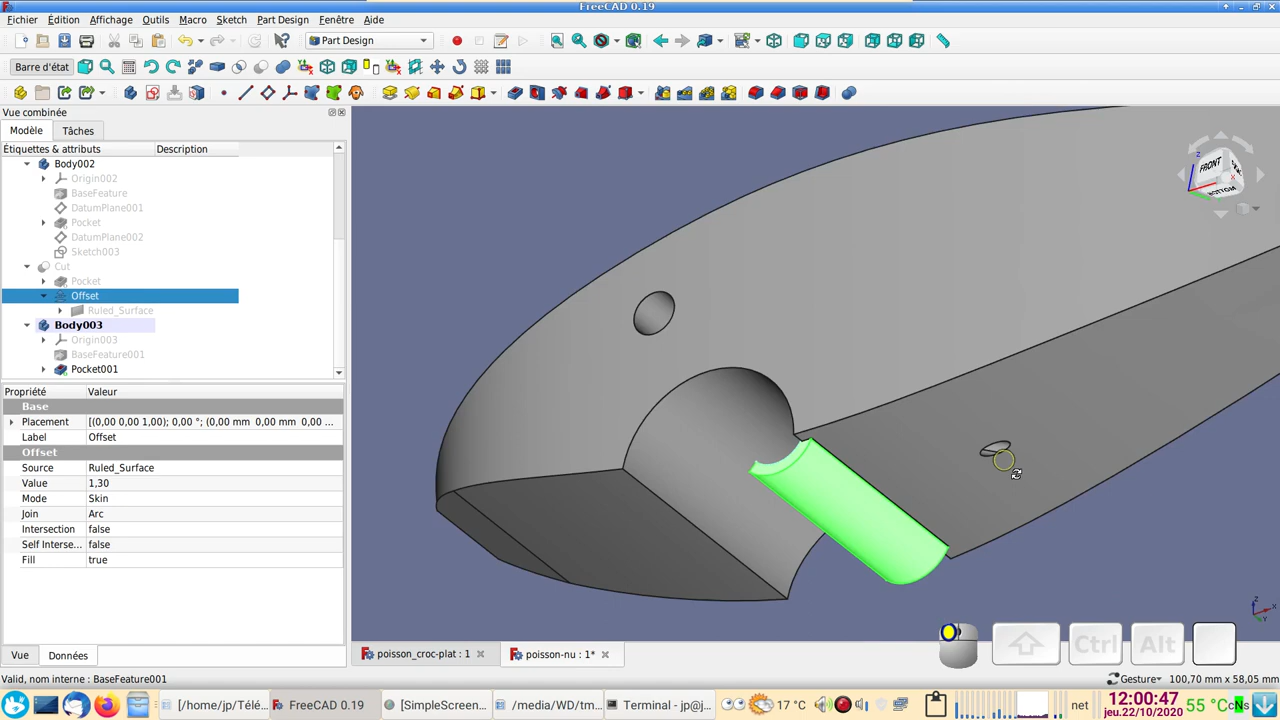 FreeCAD 0.19
Fichier Édition Affichage Outils Macro Sketch Part Design Fenêtre Aide
Part Design
Barre d'état
Vue combinée
Modèle Tâches
Étiquettes & attributs Description
Body002
Origin002
BaseFeature
DatumPlane001
Pocket
DatumPlane002
Sketch003
Cut
Pocket
Offset
Ruled_Surface
Body003
Origin003
BaseFeature001
Pocket001
Propriété Valeur
Base
Placement [(0,00 0,00 1,00); 0,00 °; (0,00 mm 0,00 mm 0,00 ...
Label Offset
Offset
Source Ruled_Surface
Value 1,30
Mode Skin
Join Arc
Intersection false
Self Interse... false
Fill true
Vue Données
FRONT
BOTTOM
Z
Z
X
Y
Ctrl Alt
poisson_croc-plat : 1 poisson-nu : 1*
Valid, nom interne : BaseFeature001
Gesture 100,70 mm x 58,05 mm
[/home/jp/Télé... FreeCAD 0.19 [SimpleScreen... /media/WD/tm... Terminal - jp@j...
17 °C
net
12:00:47
jeu.22/10/2020
55 °C
cNs